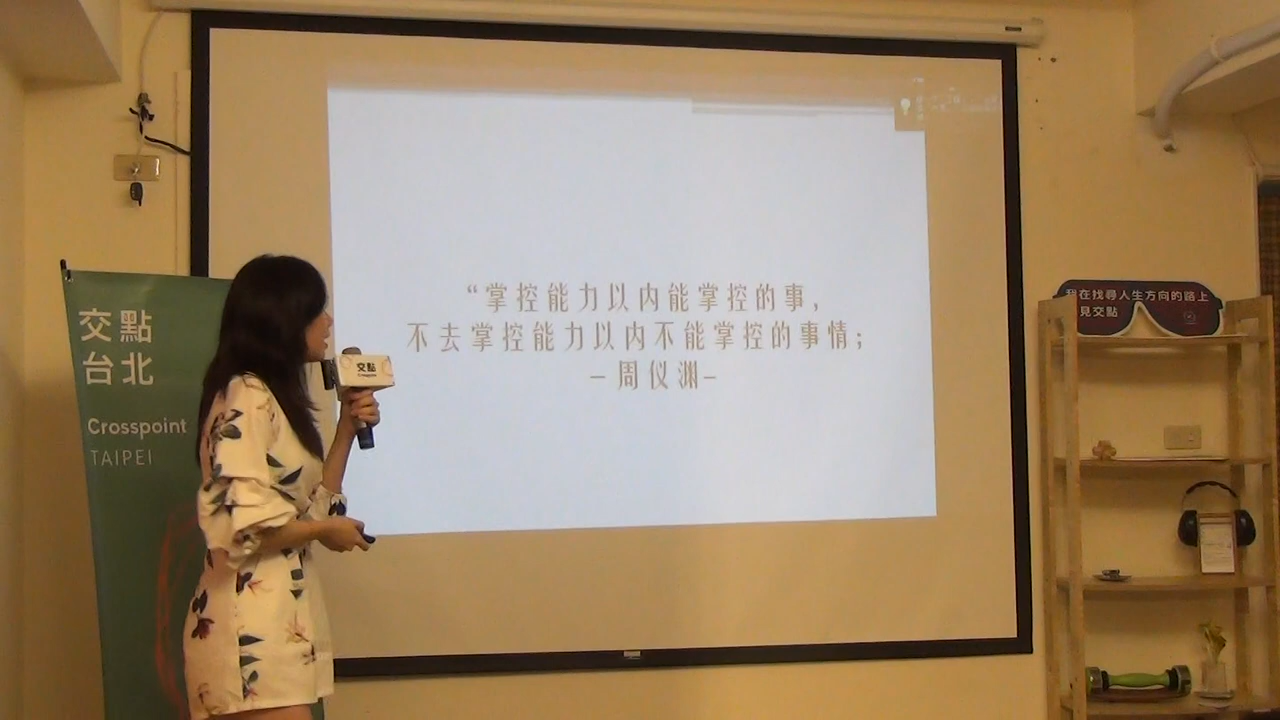 “掌控能力以内能掌控的事,
不去掌控能力以内不能掌控的事情;
–周仪渊–
交點
台北
Crosspoint
TAIPEI
交點
我在找尋人生方向的路上
見交點